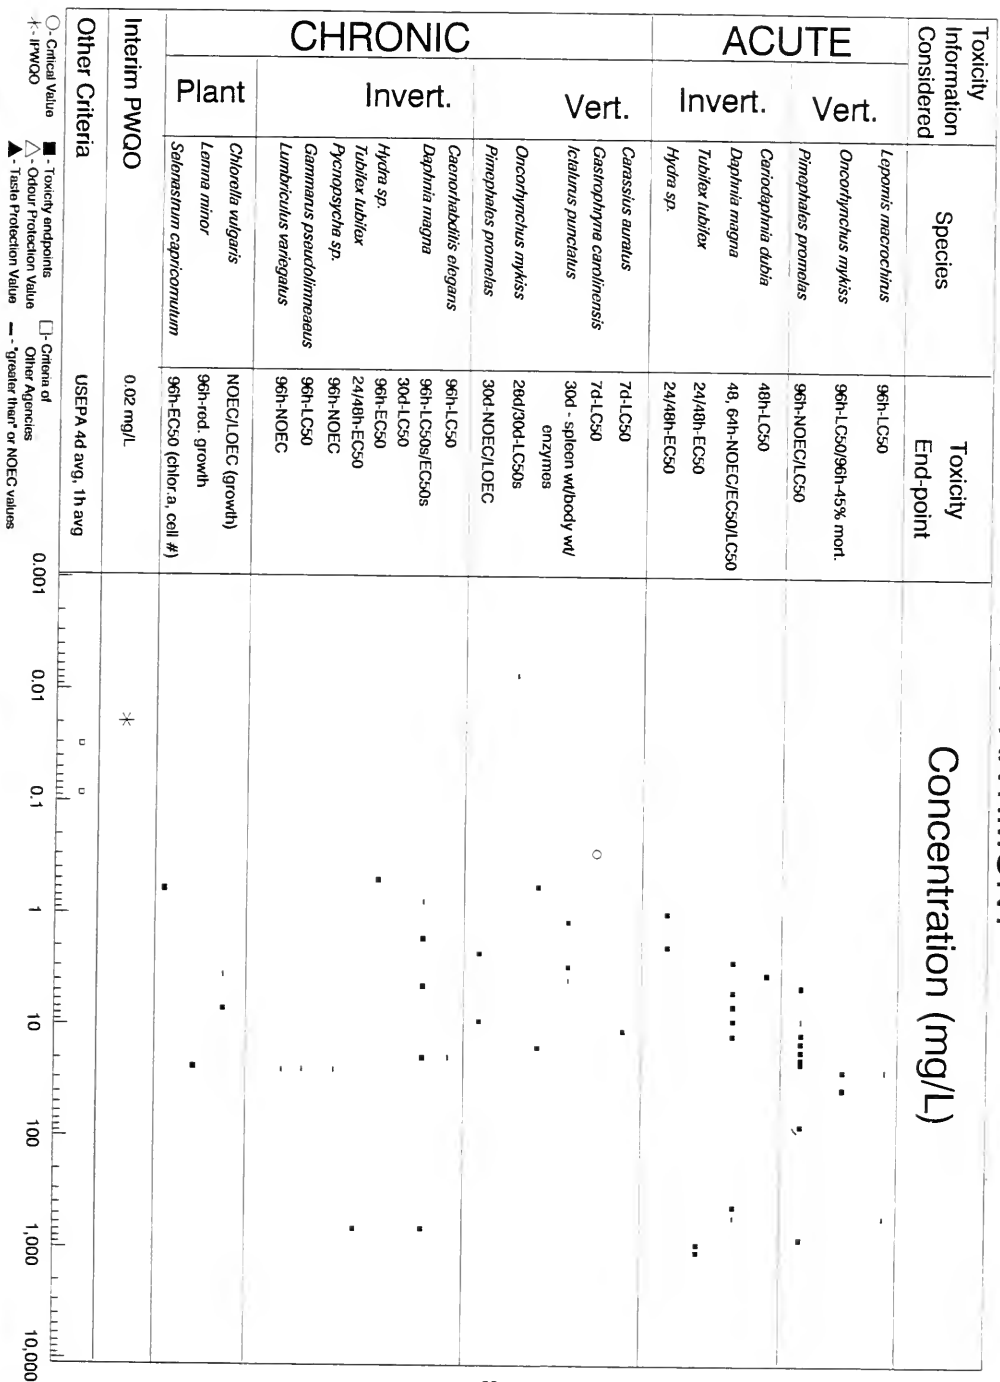 Toxicity
Information
Considered
Species
Toxicity
End-point
Concentration (mg/L)
ACUTE
Vert.
Lepomis macrochirus
96h-LC50
Oncorhynchus mykiss
96h-LC50/96h-45% mort.
Pimephales promelas
96h-NOEC/LC50
Invert.
Cariodaphnia dubia
48h-LC50
Daphnia magna
48, 64h-NOEC/EC50/LC50
Tubifex tubifex
24/48h-EC50
Hydra sp.
24/48h-EC50
CHRONIC
Vert.
Carassius auratus
7d-LC50
Gastrophryna carolinensis
7d-LC50
Ictalurus punctatus
30d - spleen wt/body wt/
enzymes
Oncorhynchus mykiss
28d/30d-LC50s
Pimephales promelas
30d-NOEC/LOEC
Invert.
Caenorhabditis elegans
96h-LC50
Daphnia magna
96h-LC50s/EC50s
30d-LC50
Hydra sp.
96h-EC50
Tubifex tubifex
24/48h-EC50
Pycnopsycha sp.
96h-NOEC
Gammarus pseudolimneaeus
96h-LC50
Lumbriculus variegatus
96h-NOEC
Plant
Chlorella vulgaris
NOEC/LOEC (growth)
Lemna minor
96h-red. growth
Selenastrum capricornutum
96h-EC50 (chlor.a, cell #)
Interim PWQO
0.02 mg/L
Other Criteria
USEPA 4d avg, 1h avg
0.001
0.01
0.1
1
10
100
1,000
10,000
O - Critical Value
- IPWQO
■ - Toxicity endpoints
△ - Odour Protection Value
▲ - Taste Protection Value
□ - Criteria of
Other Agencies
— - "greater than" or NOEC values